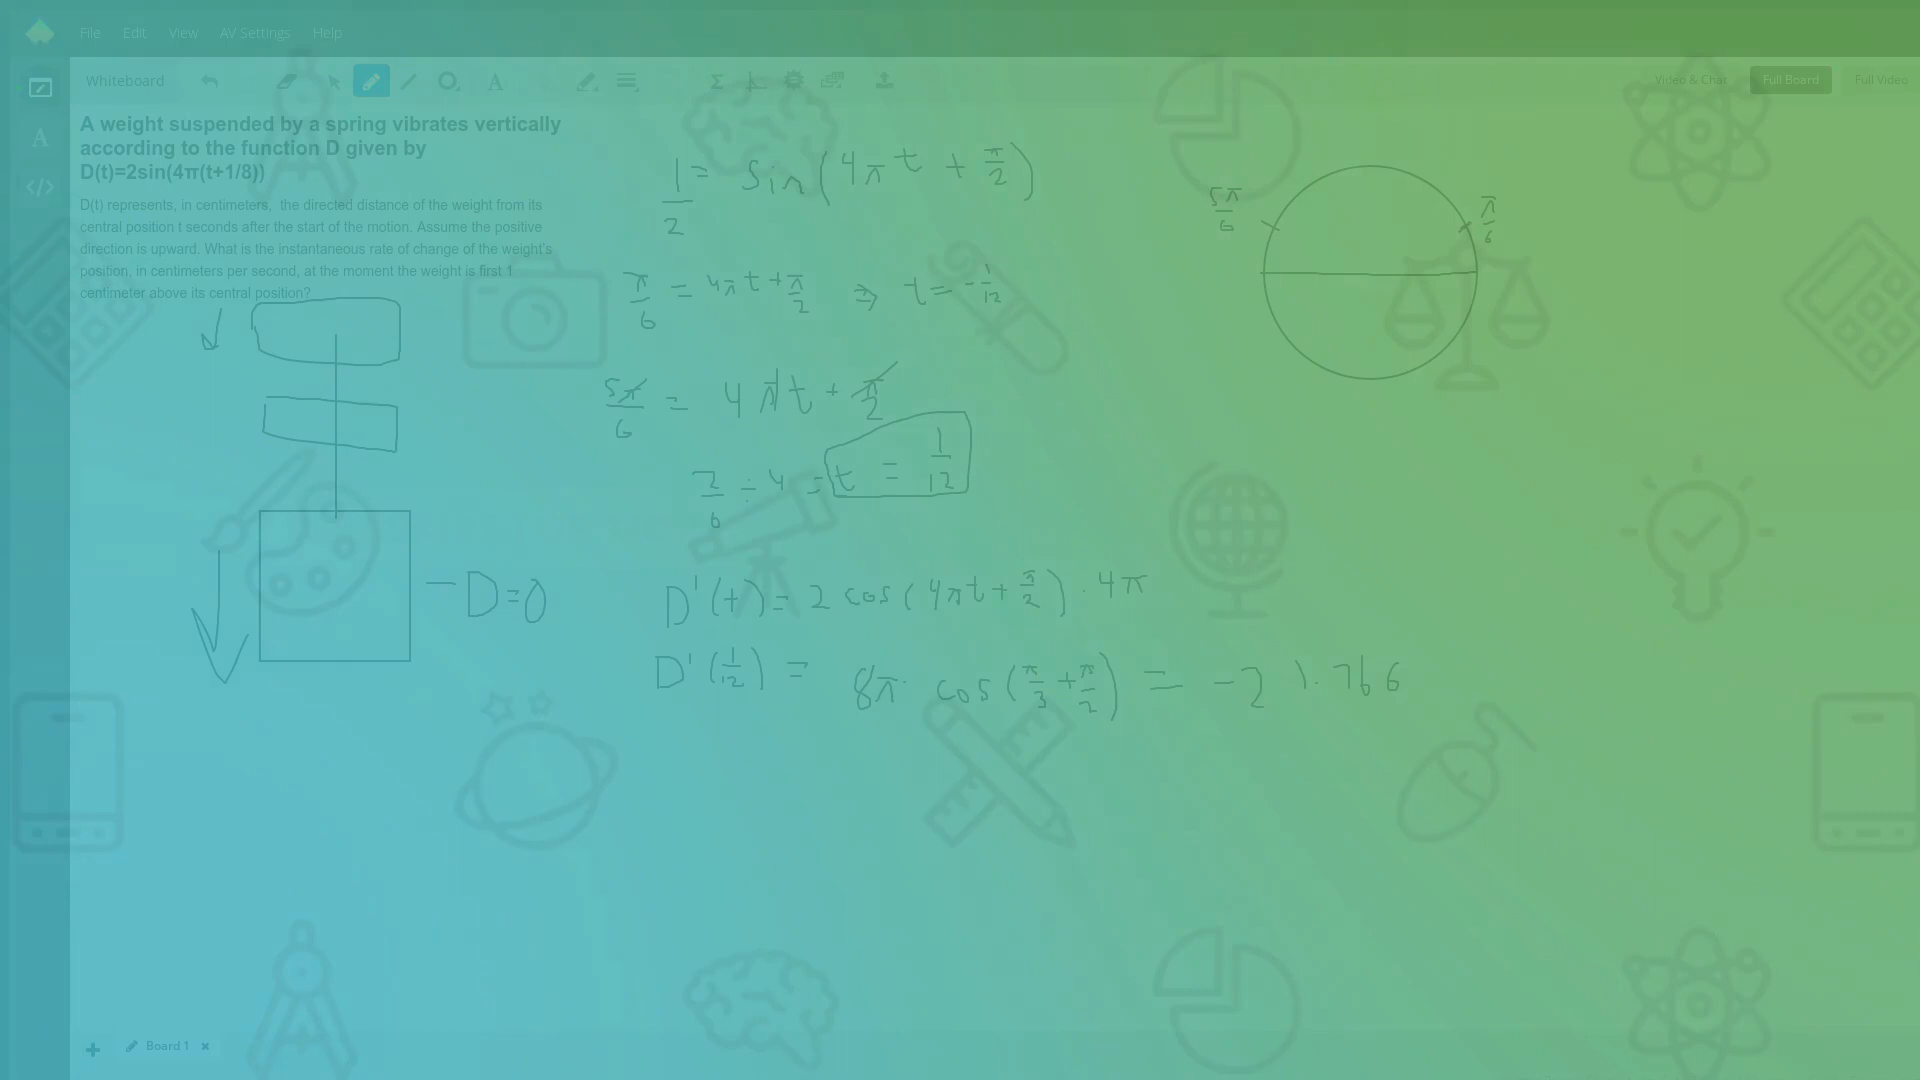 File Edit View AV Settings Help
Whiteboard A Σ Video & Chat Full Board Full Video
A
</>
A weight suspended by a spring vibrates vertically
according to the function D given by
D(t)=2sin(4π(t+1/8))
D(t) represents, in centimeters, the directed distance of the weight from its
central position t seconds after the start of the motion. Assume the positive
direction is upward. What is the instantaneous rate of change of the weight's
position, in centimeters per second, at the moment the weight is first 1
centimeter above its central position?
1/2 = sin(4πt + π/2)
π/6 = 4πt + π/2 ⇒ t = -1/12
5π/6 = 4πt + π/2
2/6 ÷ 4 = t = 1/12
5π/6 π/6
D = 0
D'(t) = 2 cos(4πt + π/2) · 4π
D'(1/12) = 8π · cos(π/3 + π/2) = -21.766
Board 1